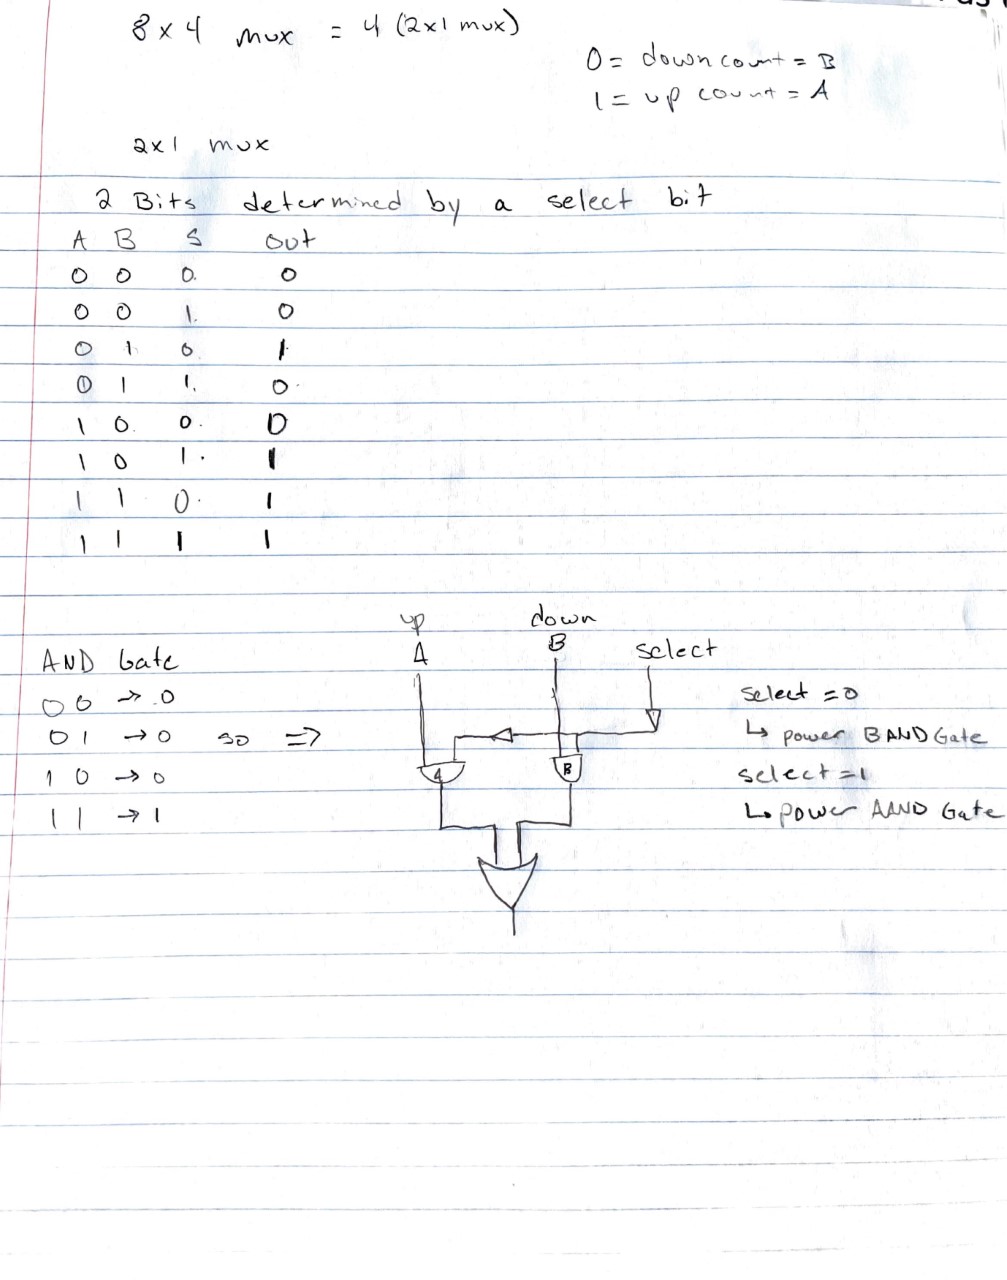 8 x 4 mux = 4 (2x1 mux)
0 = down count = B
1 = up count = A
2x1 mux
2 Bits determined by a select bit
A B S out
0 0 0. 0
0 0 1. 0
0 1. 0. 1.
0 1 1. 0.
1 0. 0. 0
1 0 1. 1
1 1 0. 1
1 1 1 1
up down
A B select
AND Gate
0 0 → 0
0 1 → 0 so ⇒
1 0 → 0
1 1 → 1
A B
select = 0
↳ power B AND Gate
select = 1
↳ power A AND Gate